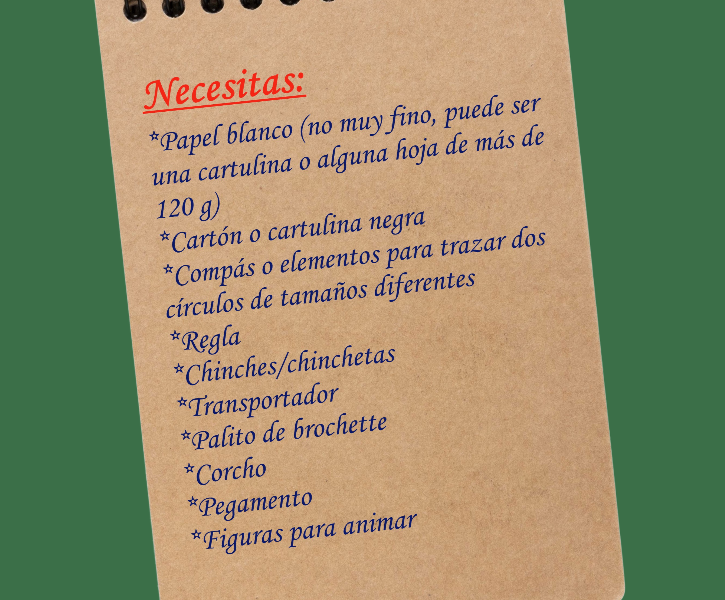 Necesitas:
*Papel blanco (no muy fino, puede ser
una cartulina o alguna hoja de más de
120 g)
*Cartón o cartulina negra
*Compás o elementos para trazar dos
círculos de tamaños diferentes
*Regla
*Chinches/chinchetas
*Transportador
*Palito de brochette
*Corcho
*Pegamento
*Figuras para animar